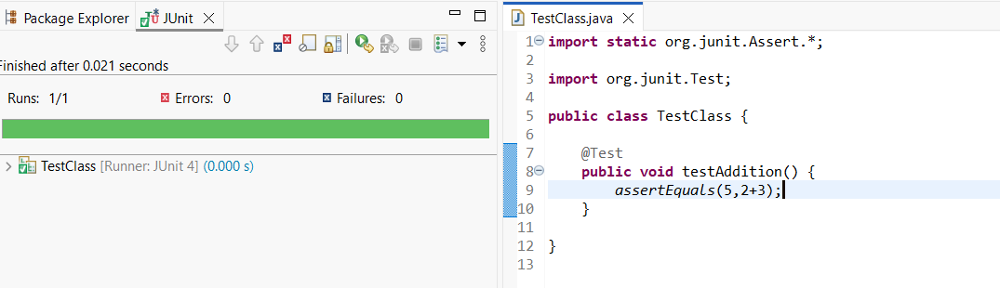 Package Explorer JUnit
Finished after 0.021 seconds
Runs: 1/1 Errors: 0 Failures: 0
TestClass [Runner: JUnit 4] (0.000 s)
TestClass.java
1 import static org.junit.Assert.*;
2
3 import org.junit.Test;
4
5 public class TestClass {
6
7 @Test
8 public void testAddition() {
9 assertEquals(5,2+3);
10 }
11
12 }
13